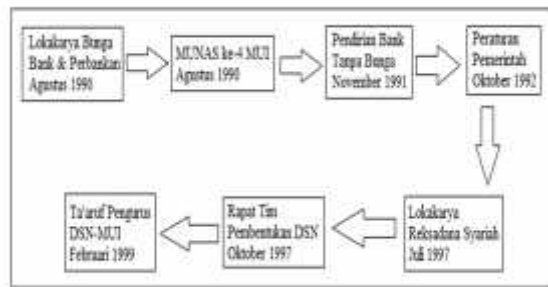 Lokakarya Bunga
Bank & Perbankan
Agustus 1990
MUNAS ke-4 MUI
Agustus 1990
Pendirian Bank
Tanpa Bunga
November 1991
Peraturan
Pemerintah
Oktober 1992
Lokakarya
Reksadana Syariah
Juli 1997
Rapat Tim
Pembentukan DSN
Oktober 1997
Ta'aruf Pengurus
DSN-MUI
Februari 1999